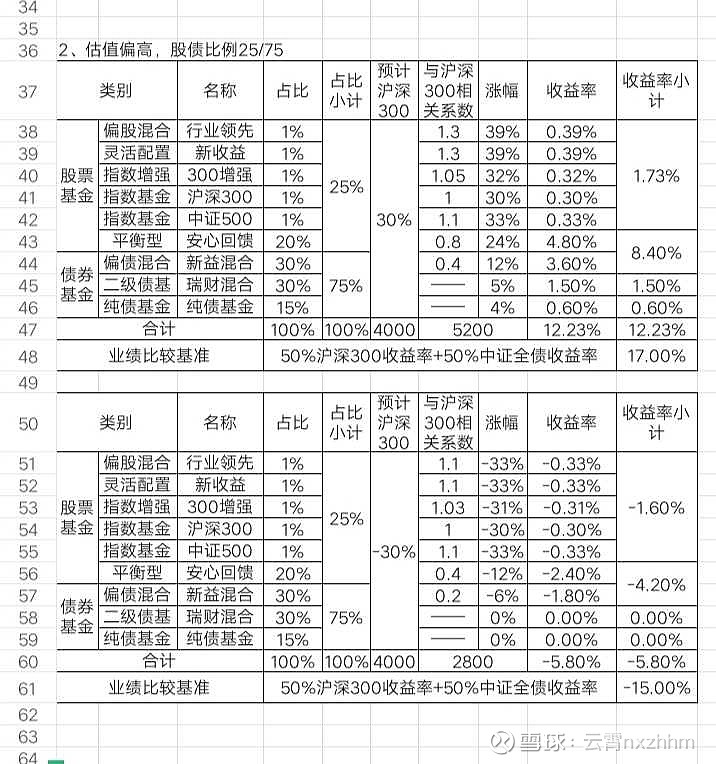 34
35
36 2、估值偏高，股债比例25/75
37 类别 名称 占比 占比小计 预计沪深300 与沪深300相关系数 涨幅 收益率 收益率小计
38 股票基金 偏股混合 行业领先 1% 25% 30% 1.3 39% 0.39% 1.73%
39 灵活配置 新收益 1% 1.3 39% 0.39%
40 指数增强 300增强 1% 1.05 32% 0.32%
41 指数基金 沪深300 1% 1 30% 0.30%
42 指数基金 中证500 1% 1.1 33% 0.33%
43 平衡型 安心回馈 20% 0.8 24% 4.80% 8.40%
44 债券基金 偏债混合 新益混合 30% 75% 0.4 12% 3.60%
45 二级债基 瑞财混合 30% —— 5% 1.50% 1.50%
46 纯债基金 纯债基金 15% —— 4% 0.60% 0.60%
47 合计 100% 100% 4000 5200 12.23% 12.23%
48 业绩比较基准 50%沪深300收益率+50%中证全债收益率 17.00%
49
50 类别 名称 占比 占比小计 预计沪深300 与沪深300相关系数 涨幅 收益率 收益率小计
51 股票基金 偏股混合 行业领先 1% 25% -30% 1.1 -33% -0.33% -1.60%
52 灵活配置 新收益 1% 1.1 -33% -0.33%
53 指数增强 300增强 1% 1.03 -31% -0.31%
54 指数基金 沪深300 1% 1 -30% -0.30%
55 指数基金 中证500 1% 1.1 -33% -0.33%
56 平衡型 安心回馈 20% 0.4 -12% -2.40% -4.20%
57 债券基金 偏债混合 新益混合 30% 75% 0.2 -6% -1.80%
58 二级债基 瑞财混合 30% —— 0% 0.00% 0.00%
59 纯债基金 纯债基金 15% —— 0% 0.00% 0.00%
60 合计 100% 100% 4000 2800 -5.80% -5.80%
61 业绩比较基准 50%沪深300收益率+50%中证全债收益率 -15.00%
62
63
64
雪球：云霄nxzhhm